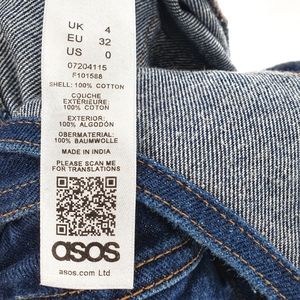 UK 4
EU 32
US 0
07204115
F101588
SHELL: 100% COTTON
COUCHE
EXTÉRIEURE:
100% COTON
EXTERIOR:
100% ALGODÓN
OBERMATERIAL:
100% BAUMWOLLE
MADE IN INDIA
PLEASE SCAN ME
FOR TRANSLATIONS
asos
asos.com Ltd